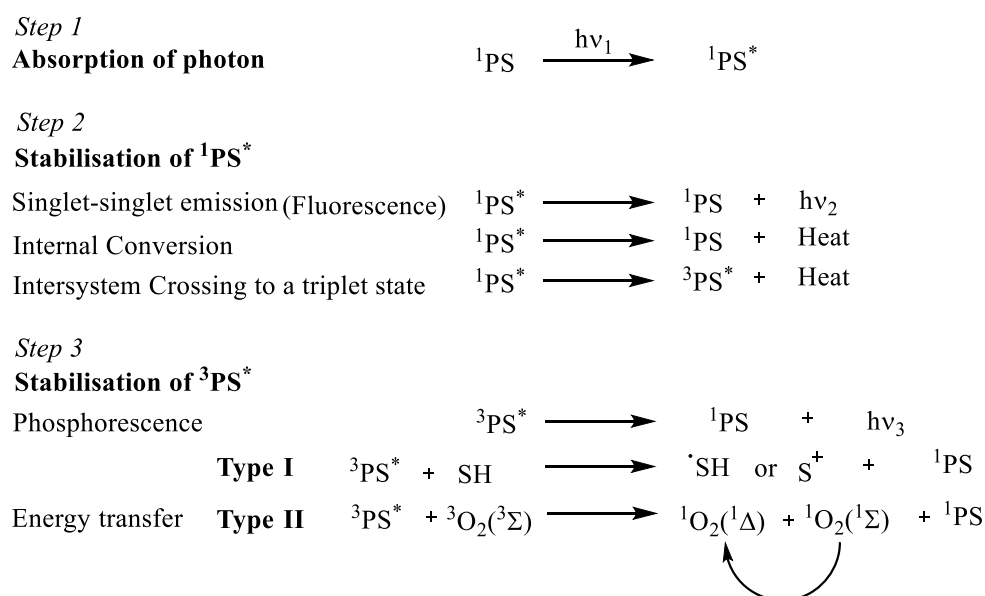 Step 1
Absorption of photon ¹PS hν₁ ¹PS*
Step 2
Stabilisation of ¹PS*
Singlet-singlet emission (Fluorescence) ¹PS* ¹PS + hν₂
Internal Conversion ¹PS* ¹PS + Heat
Intersystem Crossing to a triplet state ¹PS* ³PS* + Heat
Step 3
Stabilisation of ³PS*
Phosphorescence ³PS* ¹PS + hν₃
Type I ³PS* + SH ˙SH or S⁺ + ¹PS
Energy transfer Type II ³PS* + ³O₂(³Σ) ¹O₂(¹Δ) + ¹O₂(¹Σ) + ¹PS